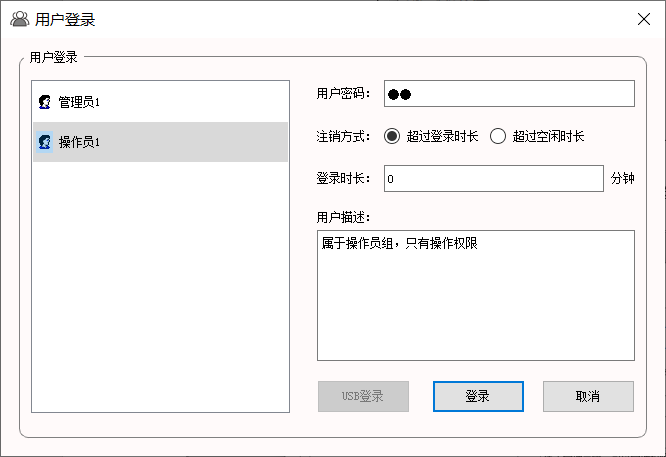 用户登录
用户登录
管理员1
操作员1
用户密码: ●●
注销方式: 超过登录时长 超过空闲时长
登录时长: 0 分钟
用户描述:
属于操作员组，只有操作权限
USB登录 登录 取消